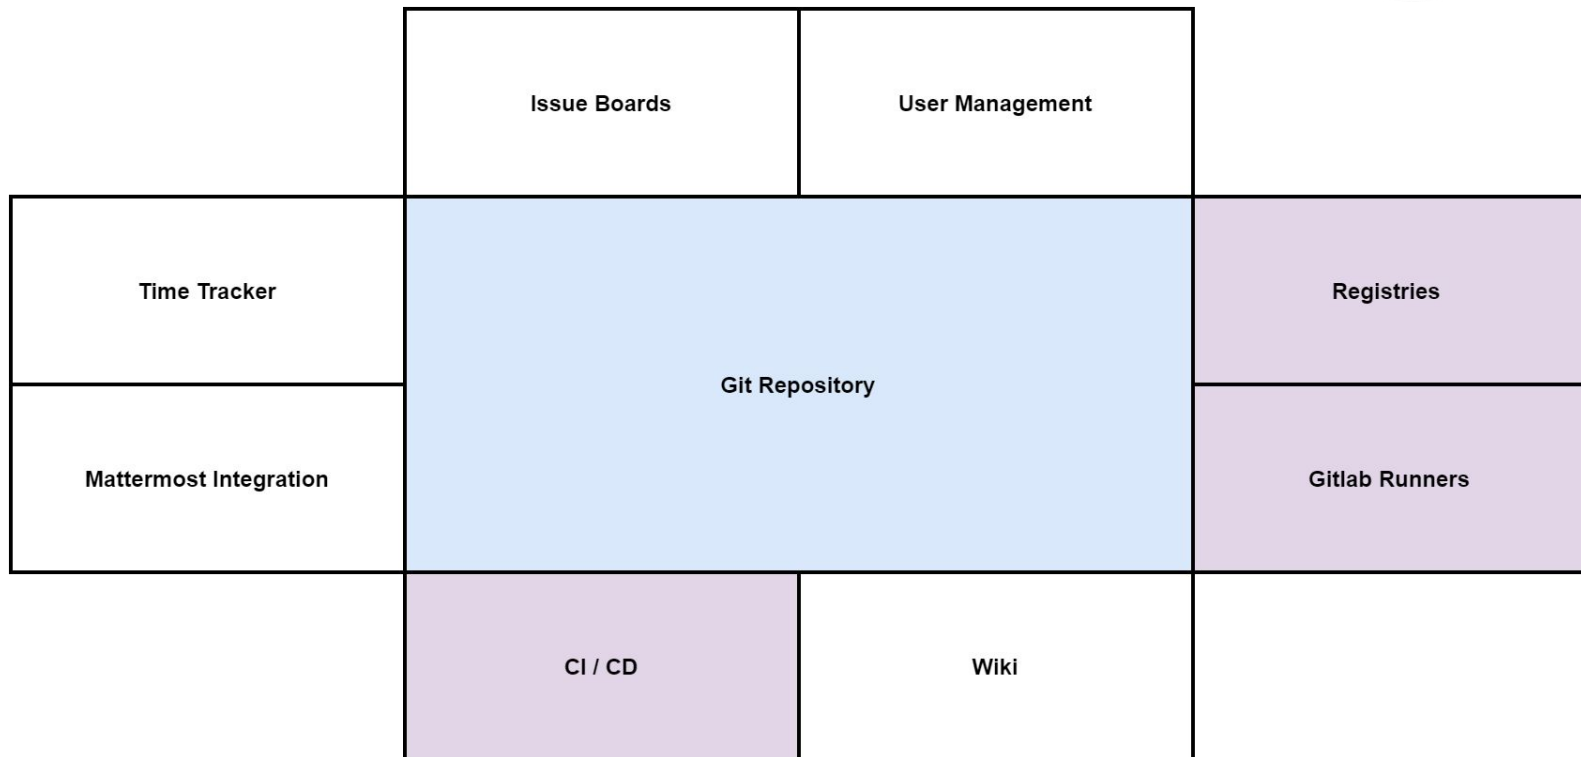 Issue Boards
User Management
Time Tracker
Registries
Git Repository
Mattermost Integration
Gitlab Runners
CI / CD
Wiki